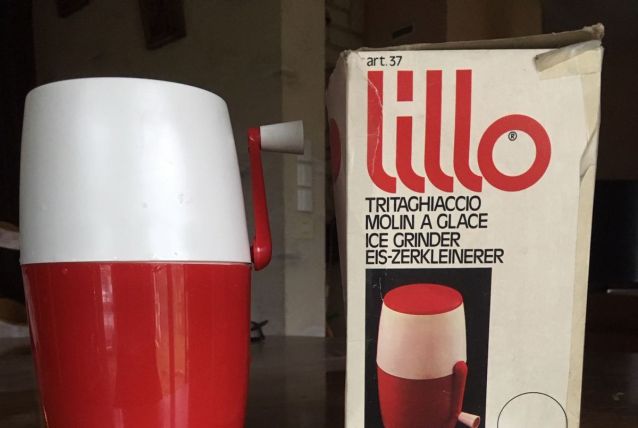 art. 37
lillo®
TRITAGHIACCIO
MOLIN A GLACE
ICE GRINDER
EIS-ZERKLEINERER